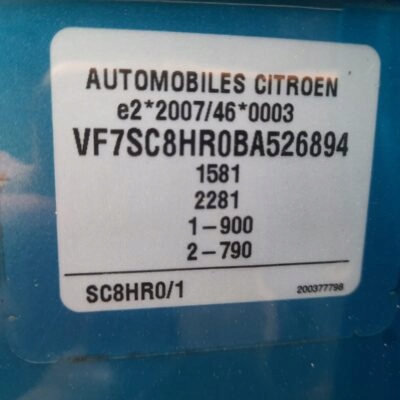 AUTOMOBILES CITROEN
e2*2007/46*0003
VF7SC8HR0BA526894
1581
2281
1-900
2-790
SC8HR0/1 200377798